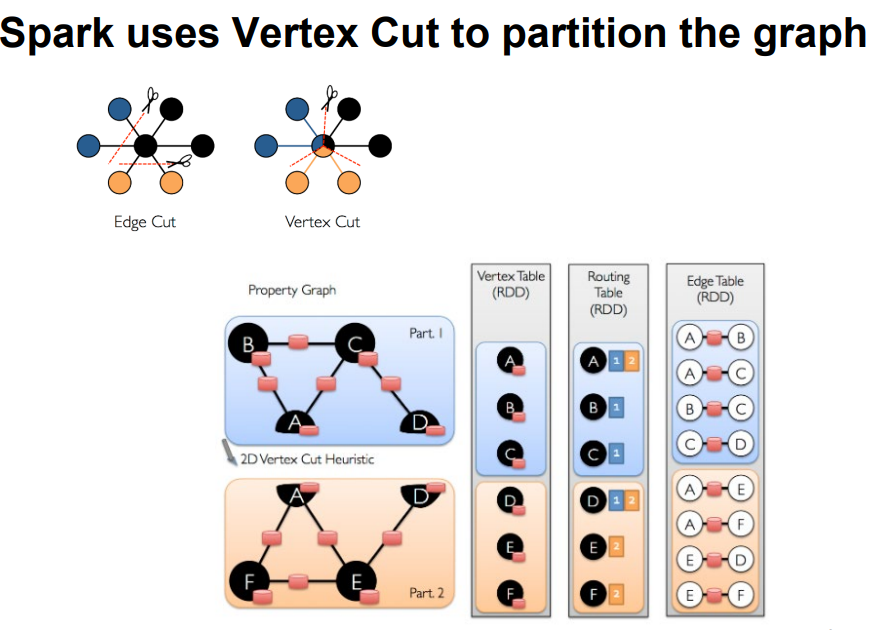 Spark uses Vertex Cut to partition the graph
Edge Cut
Vertex Cut
Property Graph
Part. 1
B
C
A
D
2D Vertex Cut Heuristic
A
D
F
E
Part. 2
Vertex Table
(RDD)
A
B
C
D
E
F
Routing
Table
(RDD)
A 1 2
B 1
C 1
D 1 2
E 2
F 2
Edge Table
(RDD)
A B
A C
B C
C D
A E
A F
E D
E F